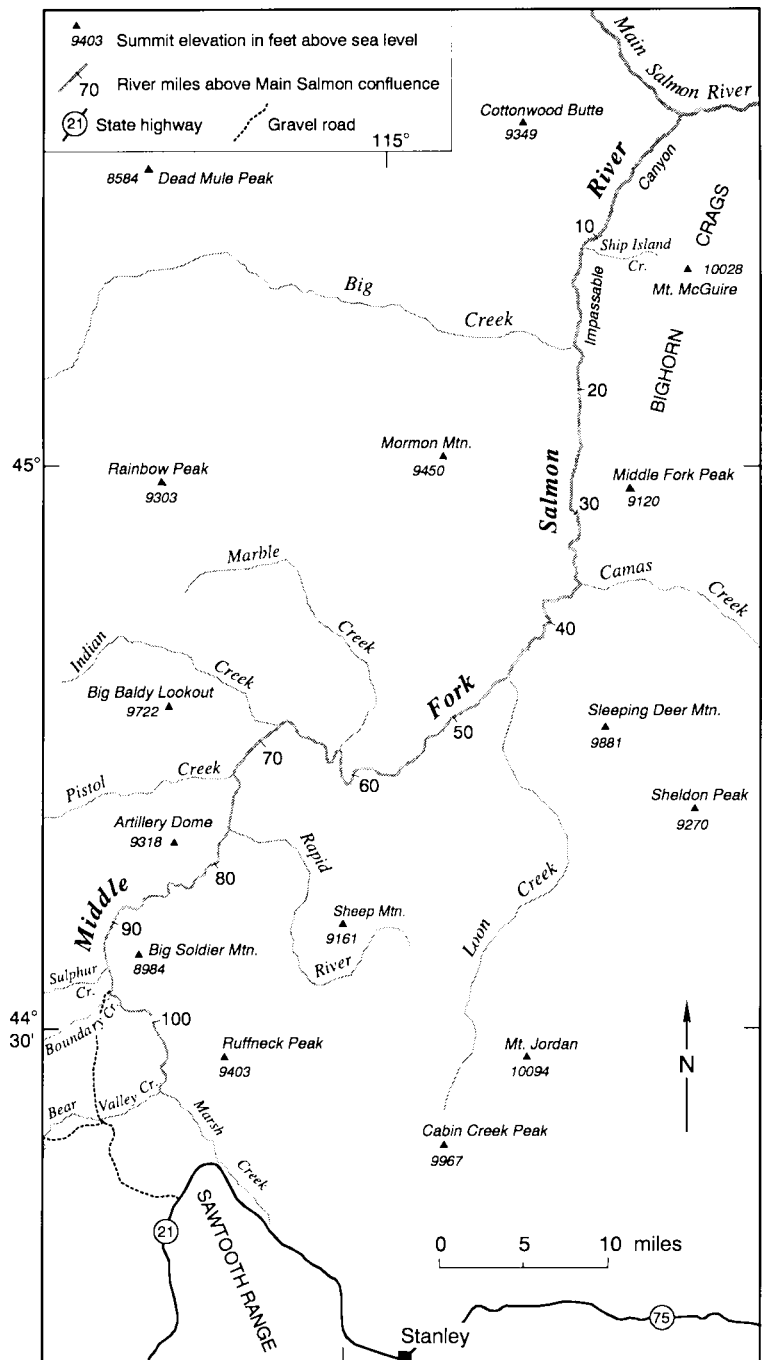 9403 Summit elevation in feet above sea level
70 River miles above Main Salmon confluence
21 State highway Gravel road
115°
Main Salmon River
Cottonwood Butte
9349
8584 Dead Mule Peak
River
Canyon
CRAGS
10
Ship Island
Cr.
10028
Mt. McGuire
Big Creek
Impassable
BIGHORN
20
45°
Mormon Mtn.
9450
Rainbow Peak
9303
Salmon
Middle Fork Peak
9120
30
Marble Creek
Camas Creek
40
Indian Creek
Big Baldy Lookout
9722
Fork
50
Sleeping Deer Mtn.
9881
70
60
Pistol Creek
Sheldon Peak
9270
Artillery Dome
9318
Rapid River
80
Middle
90
Sheep Mtn.
9161
Loon Creek
Big Soldier Mtn.
8984
Sulphur
Cr.
44°
30'
Boundary Cr.
100
Ruffneck Peak
9403
Mt. Jordan
10094
N
Bear Valley Cr.
Marsh Creek
Cabin Creek Peak
9967
21
SAWTOOTH RANGE
0 5 10 miles
75
Stanley